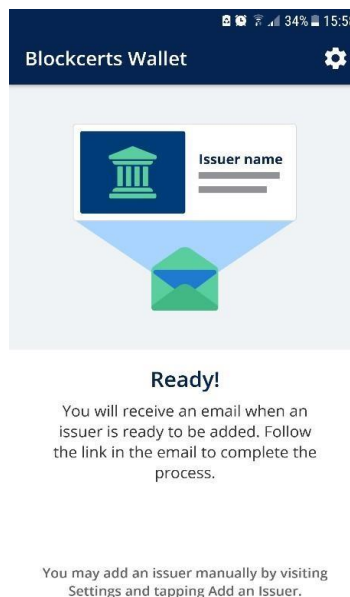 34% 15:5
Blockcerts Wallet
Issuer name
Ready!
You will receive an email when an
issuer is ready to be added. Follow
the link in the email to complete the
process.
You may add an issuer manually by visiting
Settings and tapping Add an Issuer.